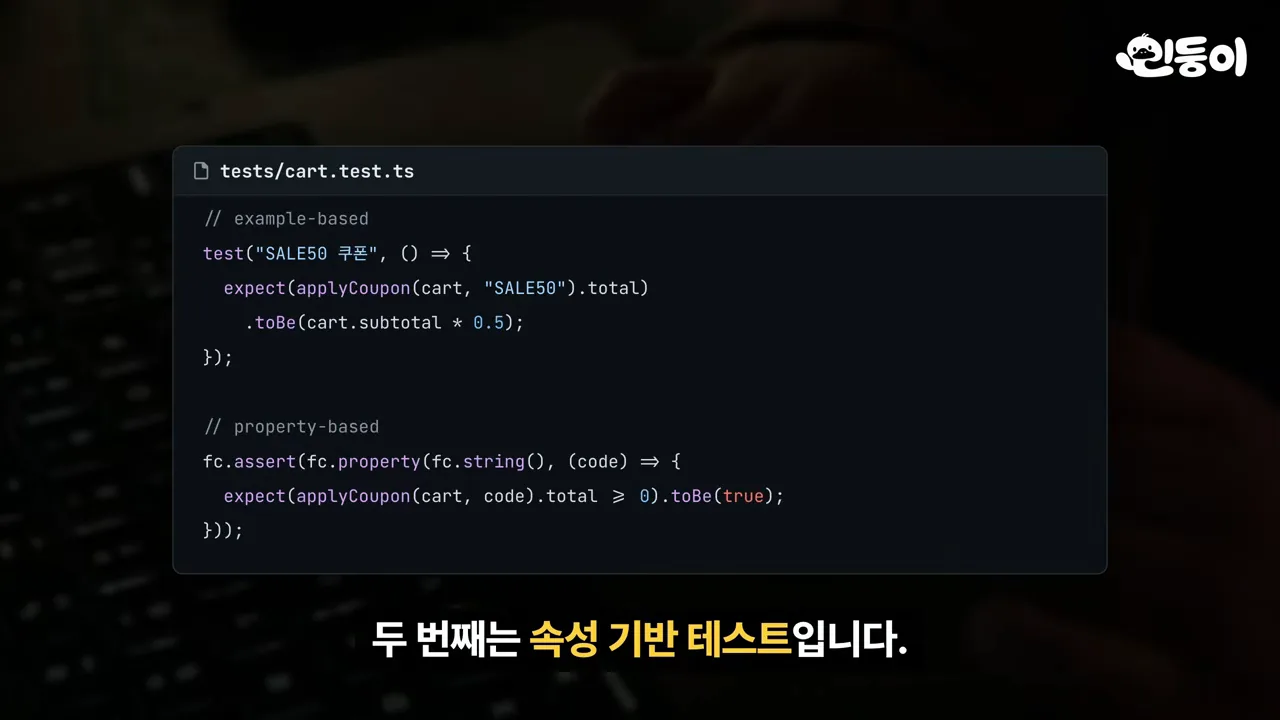 인둥이
tests/cart.test.ts
// example-based
test("SALE50 쿠폰", () => {
expect(applyCoupon(cart, "SALE50").total)
.toBe(cart.subtotal * 0.5);
});
// property-based
fc.assert(fc.property(fc.string(), (code) => {
expect(applyCoupon(cart, code).total >= 0).toBe(true);
}));
두 번째는 속성 기반 테스트입니다.